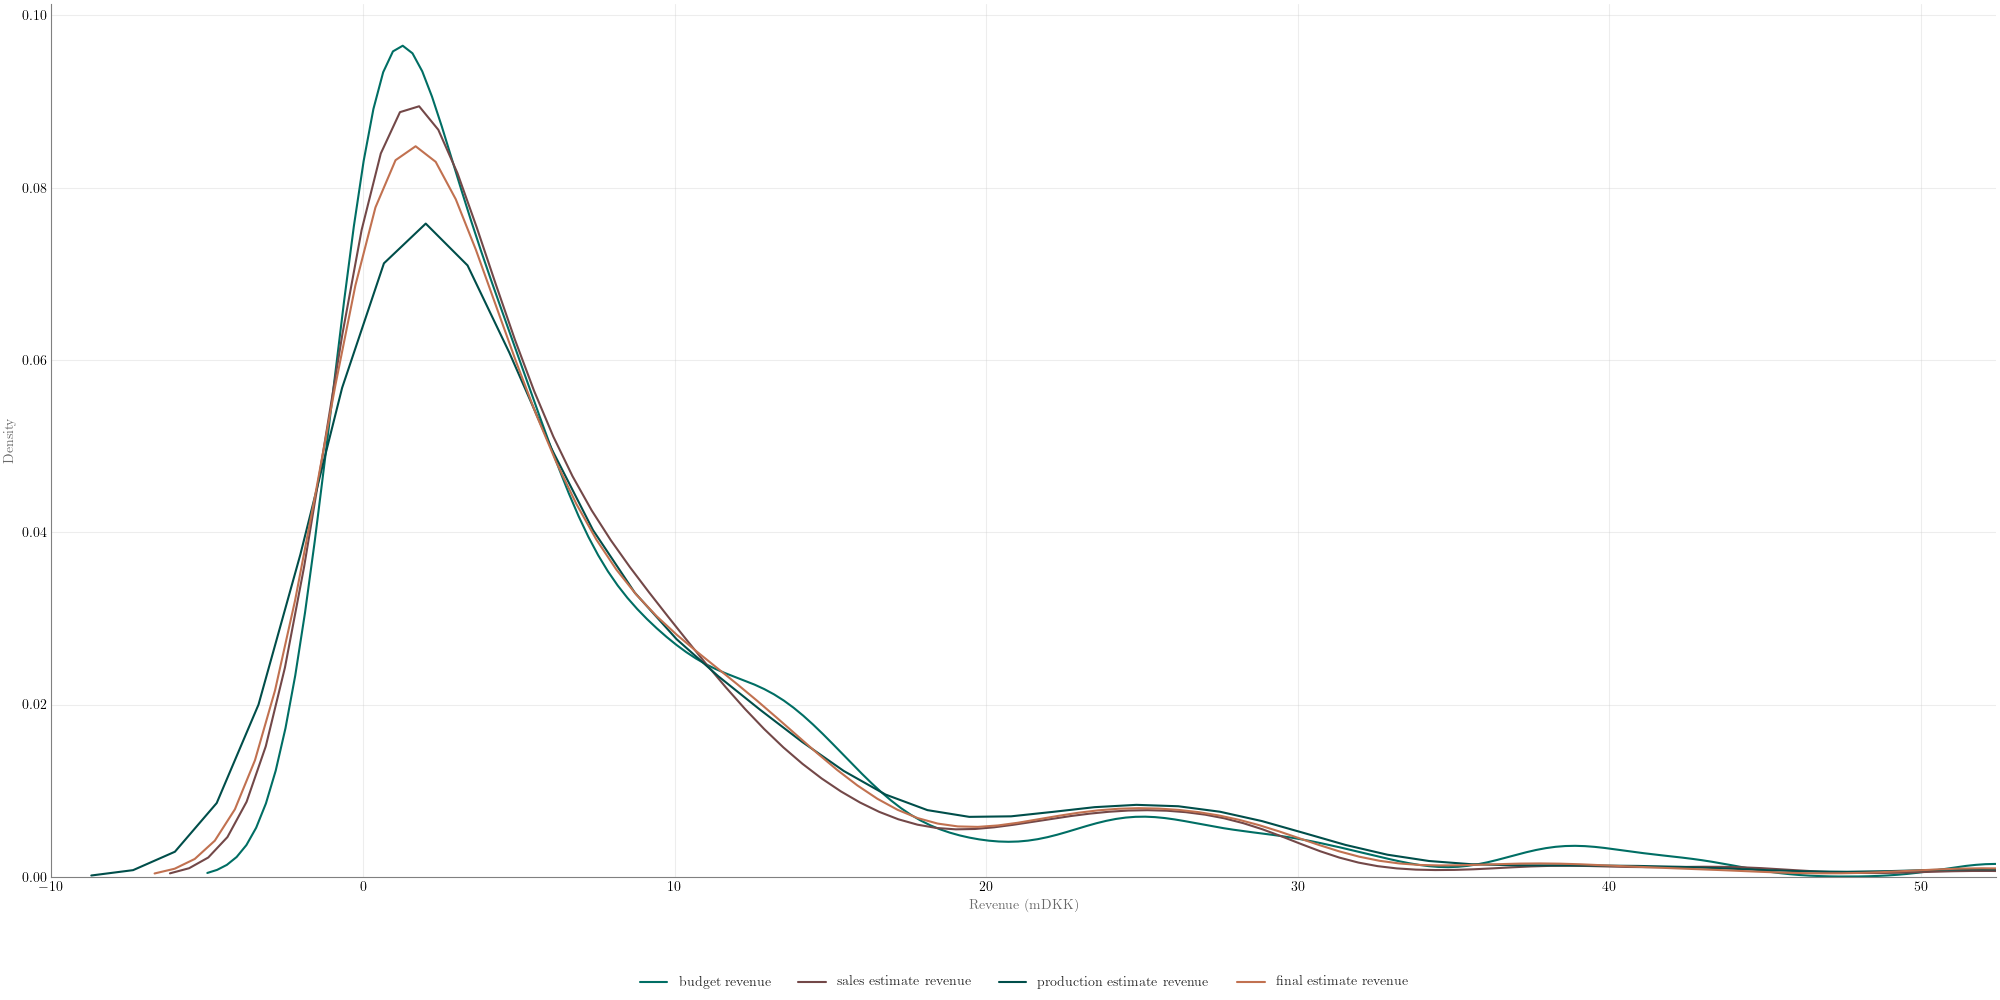 0.10
0.08
0.06
0.04
0.02
0.00
Density
−10 0 10 20 30 40 50
Revenue (mDKK)
budget revenue sales estimate revenue production estimate revenue final estimate revenue